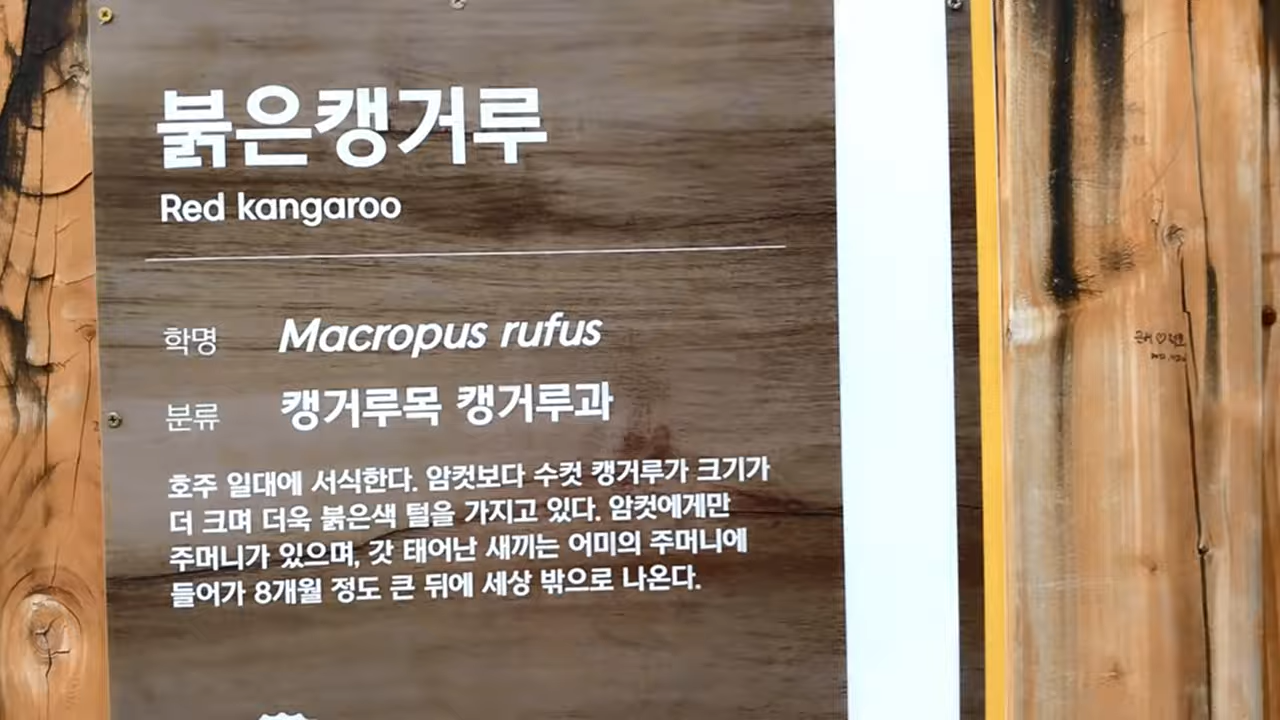 붉은캥거루
Red kangaroo
학명 Macropus rufus
분류 캥거루목 캥거루과
호주 일대에 서식한다. 암컷보다 수컷 캥거루가 크기가
더 크며 더욱 붉은색 털을 가지고 있다. 암컷에게만
주머니가 있으며, 갓 태어난 새끼는 어미의 주머니에
들어가 8개월 정도 큰 뒤에 세상 밖으로 나온다.